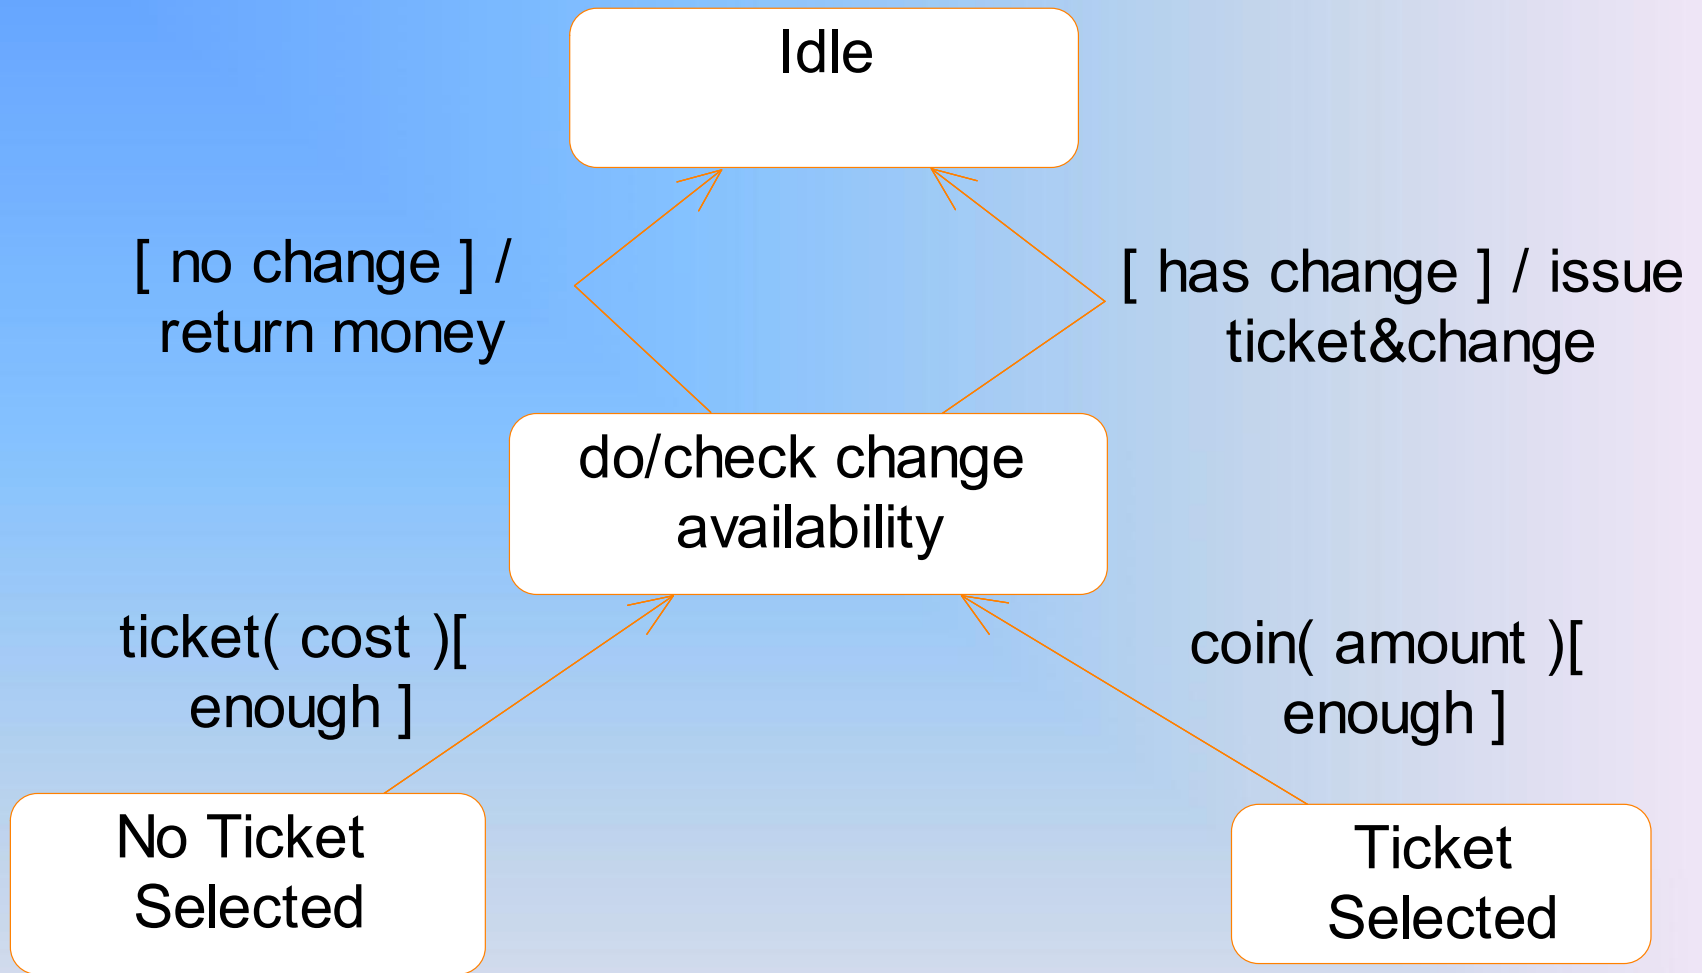 Idle
[ no change ] /
return money
[ has change ] / issue
ticket&change
do/check change
availability
ticket( cost )[
enough ]
coin( amount )[
enough ]
No Ticket
Selected
Ticket
Selected